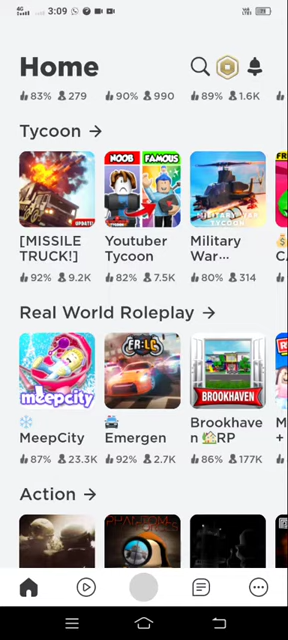 4G 3:09
Home
83% 279 90% 990 89% 1.6K
Tycoon →
UPDATE!
NOOB FAMOUS
MILITARY WAR
TYCOON
[MISSILE TRUCK!]
Youtuber Tycoon
Military War...
92% 9.2K 82% 7.5K 80% 314
Real World Roleplay →
meepcity
ER:LC
BROOKHAVEN
MeepCity
Emergen
Brookhaven RP
87% 23.3K 92% 2.7K 86% 177K
Action →
PHANTOM